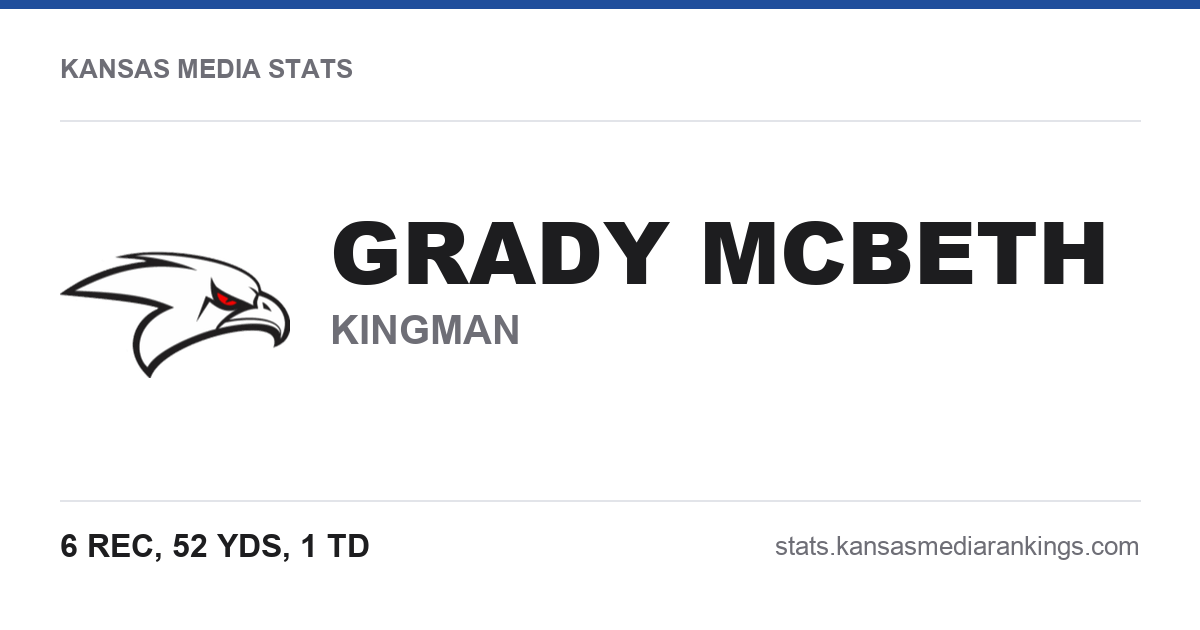 KANSAS MEDIA STATS
GRADY MCBETH
KINGMAN
6 REC, 52 YDS, 1 TD
stats.kansasmediarankings.com